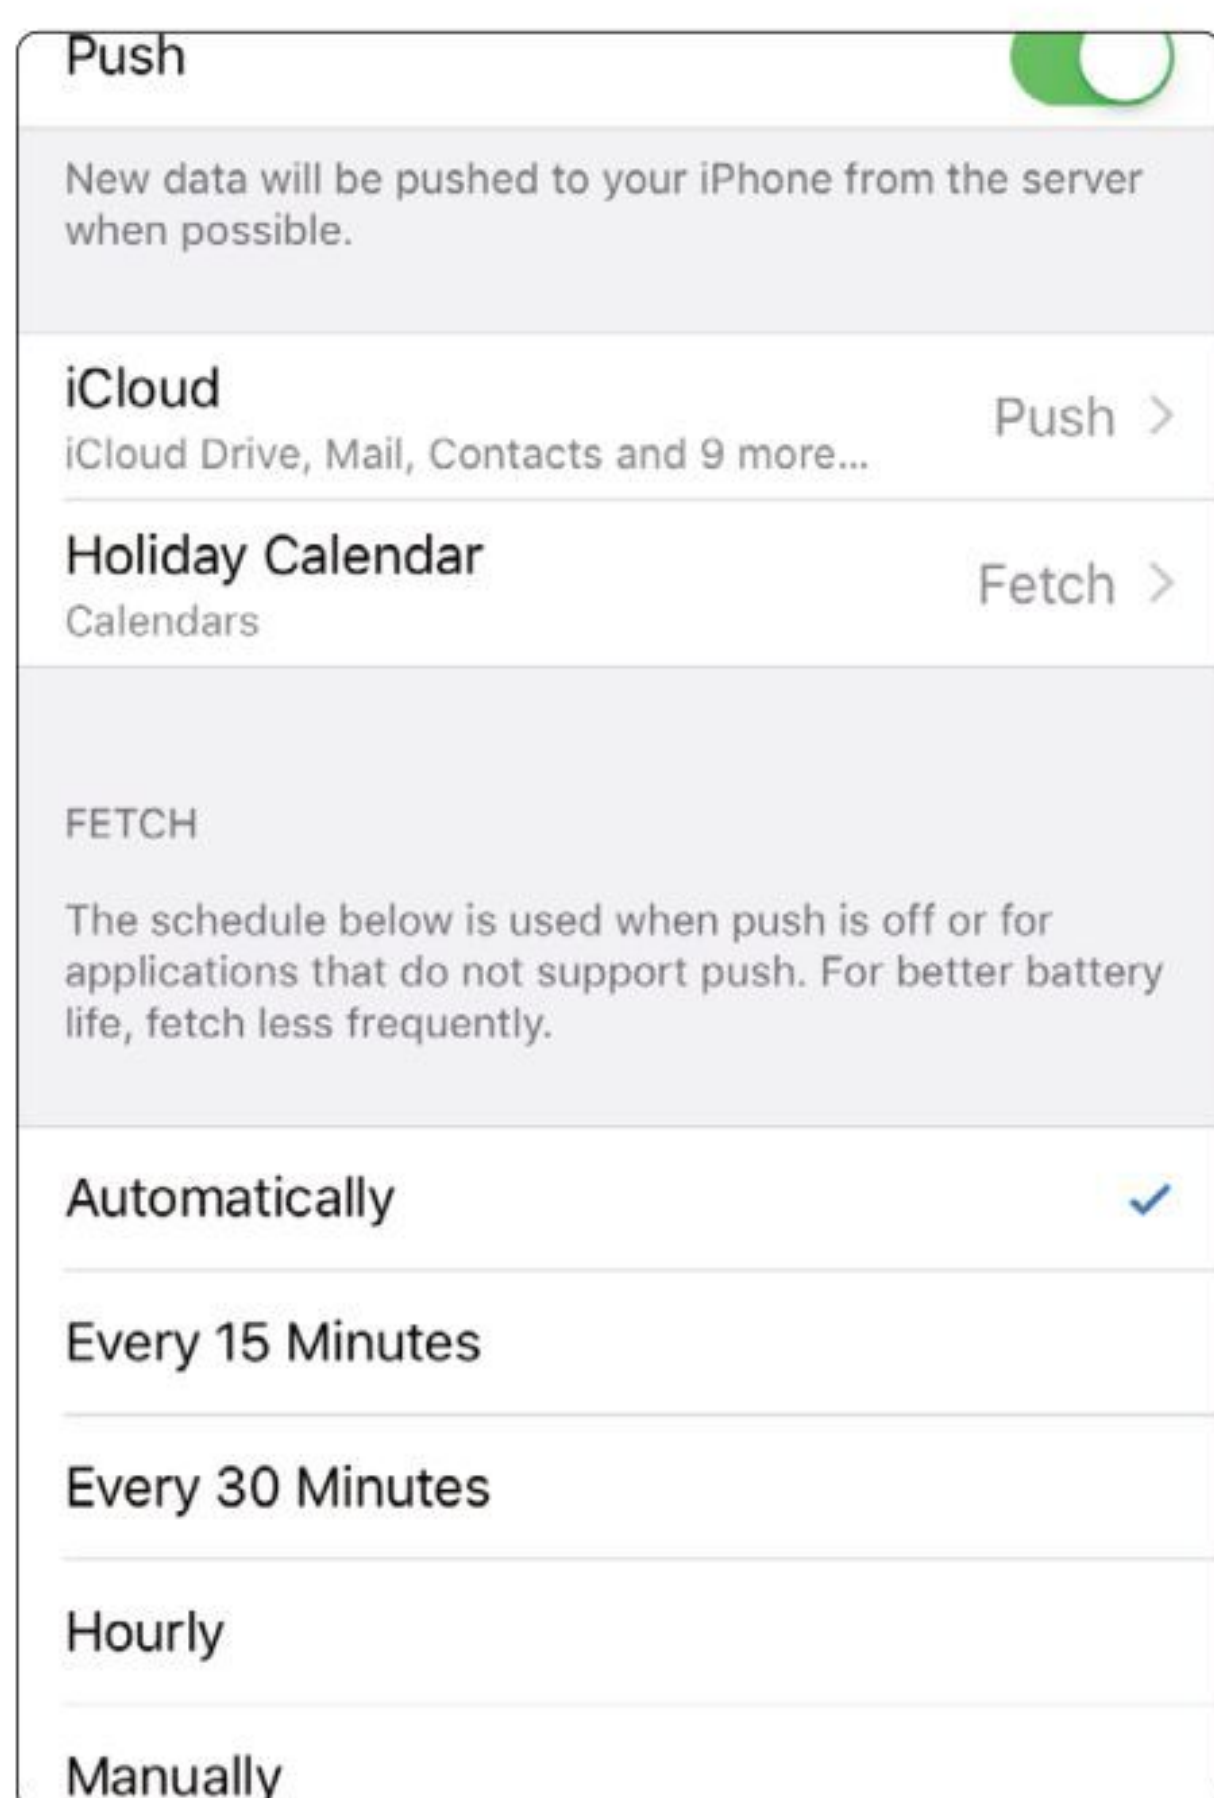 Push
New data will be pushed to your iPhone from the server
when possible.
iCloud
iCloud Drive, Mail, Contacts and 9 more...
Push
Holiday Calendar
Calendars
Fetch
FETCH
The schedule below is used when push is off or for
applications that do not support push. For better battery
life, fetch less frequently.
Automatically
Every 15 Minutes
Every 30 Minutes
Hourly
Manually